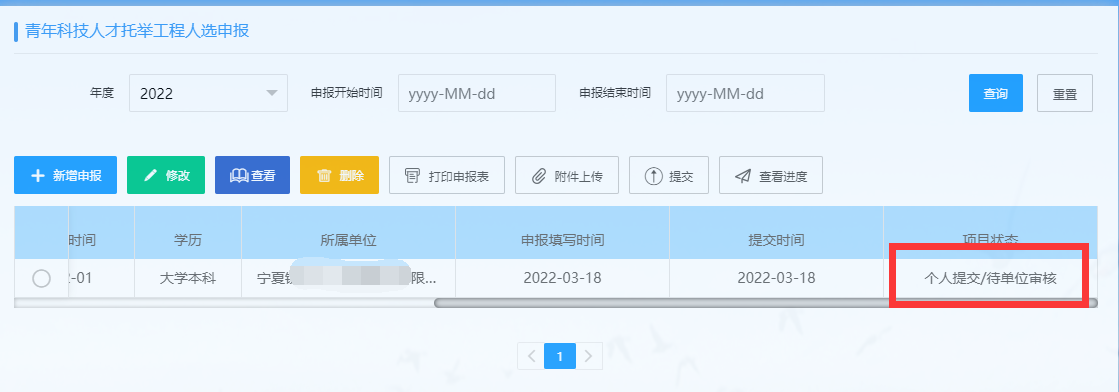 青年科技人才托举工程人选申报
年度 2022 申报开始时间 yyyy-MM-dd 申报结束时间 yyyy-MM-dd 查询 重置
新增申报 修改 查看 删除 打印申报表 附件上传 提交 查看进度
时间 学历 所属单位 申报填写时间 提交时间 项目状态
-01 大学本科 宁夏 限... 2022-03-18 2022-03-18 个人提交/待单位审核
1